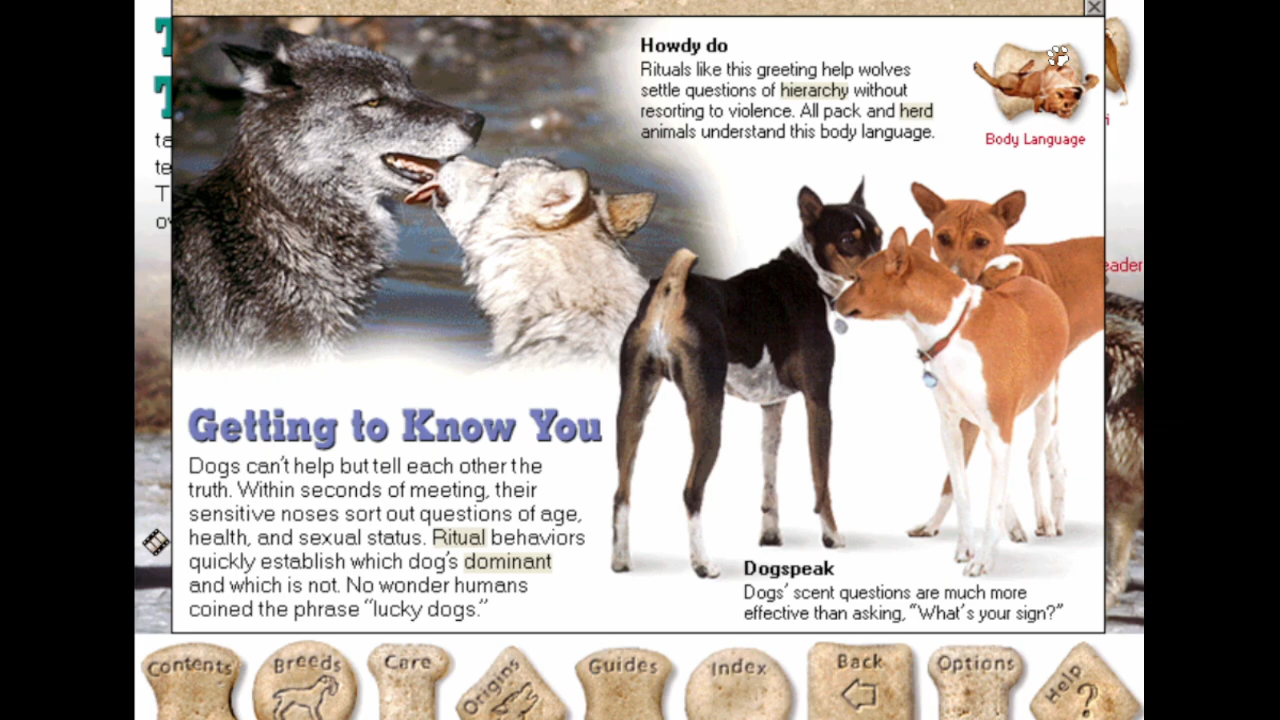 Howdy do
Rituals like this greeting help wolves
settle questions of hierarchy without
resorting to violence. All pack and herd
animals understand this body language.
Body Language
Getting to Know You
Dogs can't help but tell each other the
truth. Within seconds of meeting, their
sensitive noses sort out questions of age,
health, and sexual status. Ritual behaviors
quickly establish which dog's dominant
and which is not. No wonder humans
coined the phrase "lucky dogs."
Dogspeak
Dogs' scent questions are much more
effective than asking, "What's your sign?"
Contents
Breeds
Care
Origins
Guides
Index
Back
Options
Help
?